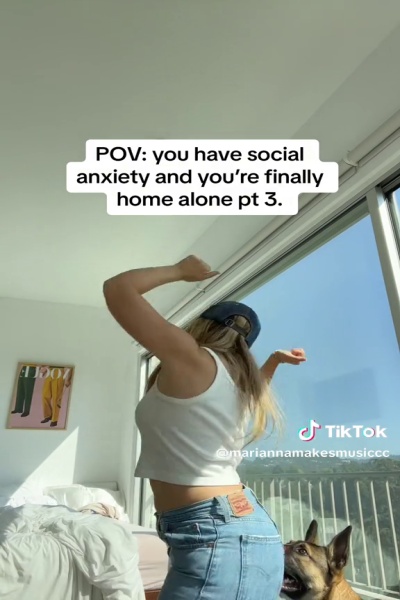 POV: you have social
anxiety and you're finally
home alone pt 3.
TikTok
@mariannamakesmusiccc